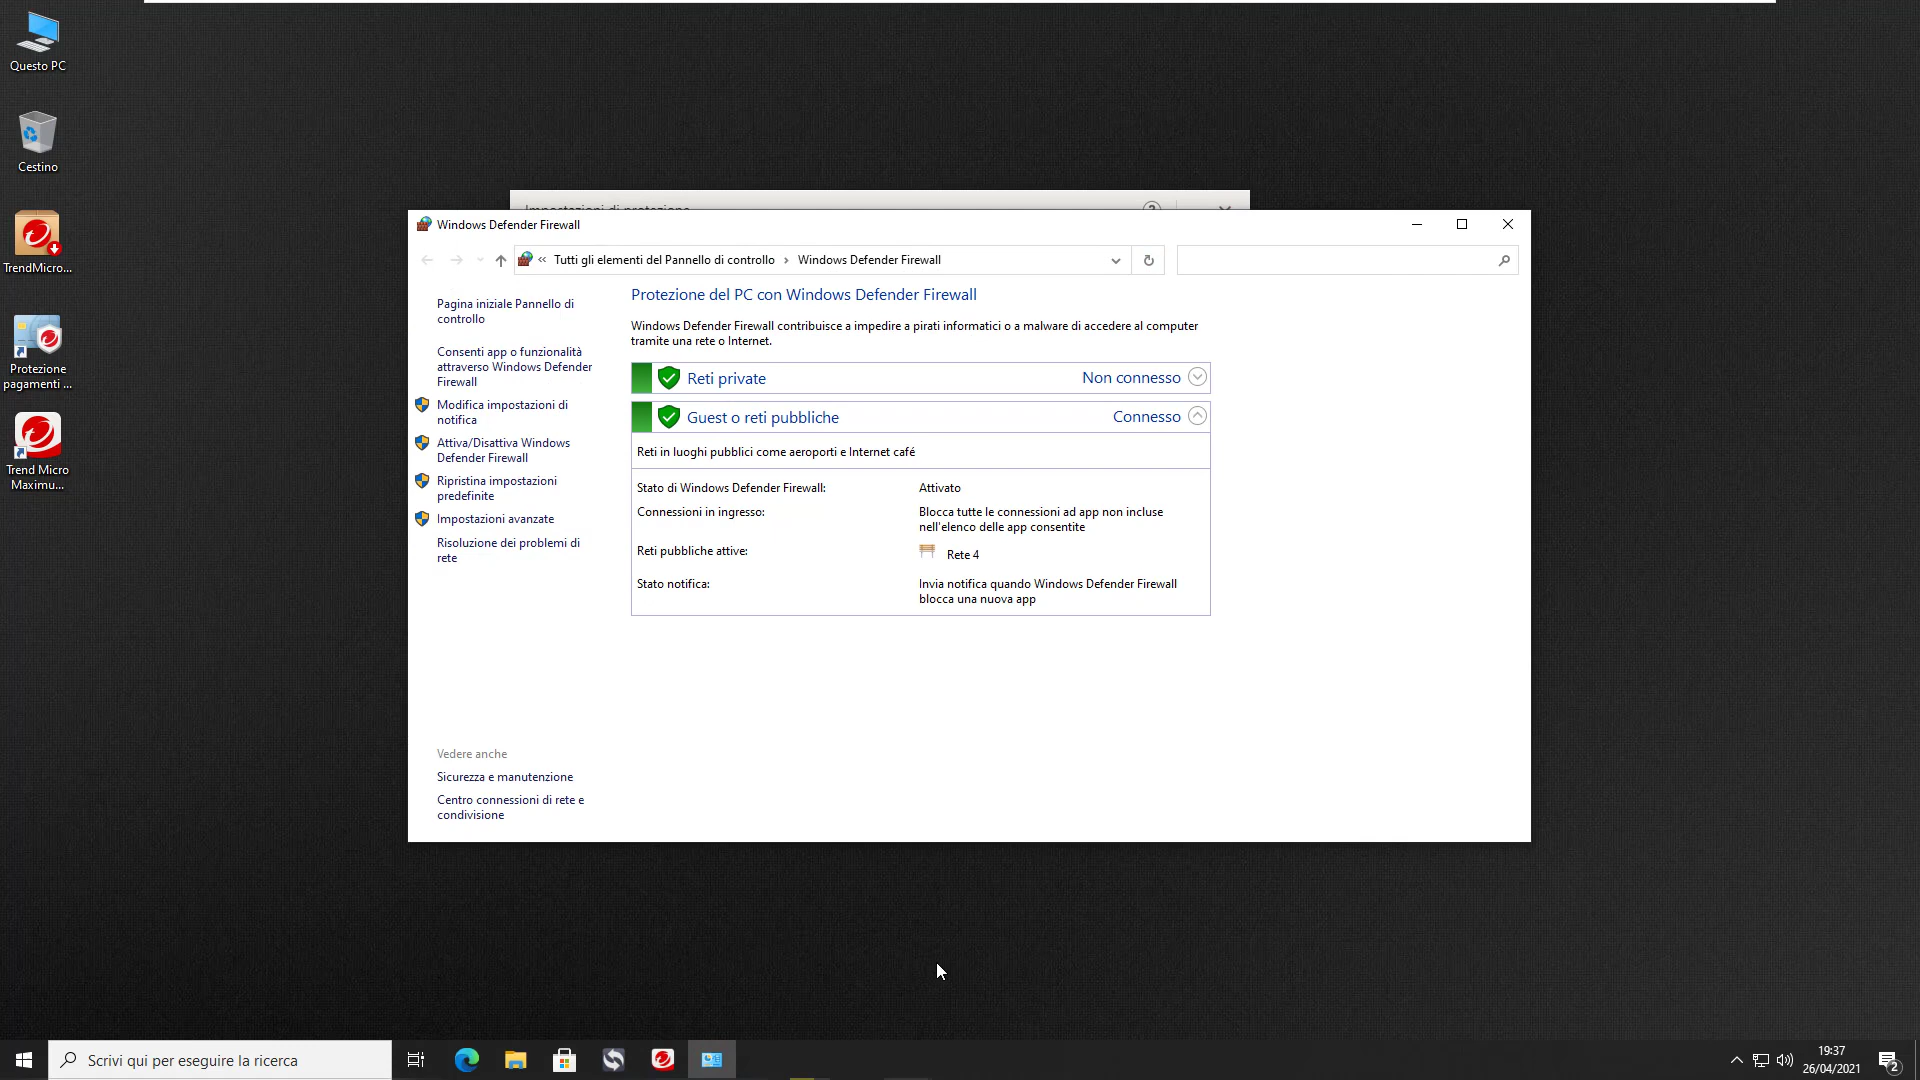 Questo PC
Cestino
TrendMicro...
Protezione
pagamenti ...
Trend Micro
Maximu...
Impostazioni di protezione
Windows Defender Firewall
« Tutti gli elementi del Pannello di controllo › Windows Defender Firewall
Pagina iniziale Pannello di
controllo
Consenti app o funzionalità
attraverso Windows Defender
Firewall
Modifica impostazioni di
notifica
Attiva/Disattiva Windows
Defender Firewall
Ripristina impostazioni
predefinite
Impostazioni avanzate
Risoluzione dei problemi di
rete
Vedere anche
Sicurezza e manutenzione
Centro connessioni di rete e
condivisione
Protezione del PC con Windows Defender Firewall
Windows Defender Firewall contribuisce a impedire a pirati informatici o a malware di accedere al computer
tramite una rete o Internet.
Reti private Non connesso
Guest o reti pubbliche Connesso
Reti in luoghi pubblici come aeroporti e Internet café
Stato di Windows Defender Firewall: Attivato
Connessioni in ingresso: Blocca tutte le connessioni ad app non incluse
nell'elenco delle app consentite
Reti pubbliche attive: Rete 4
Stato notifica: Invia notifica quando Windows Defender Firewall
blocca una nuova app
Scrivi qui per eseguire la ricerca
19:37
26/04/2021
2